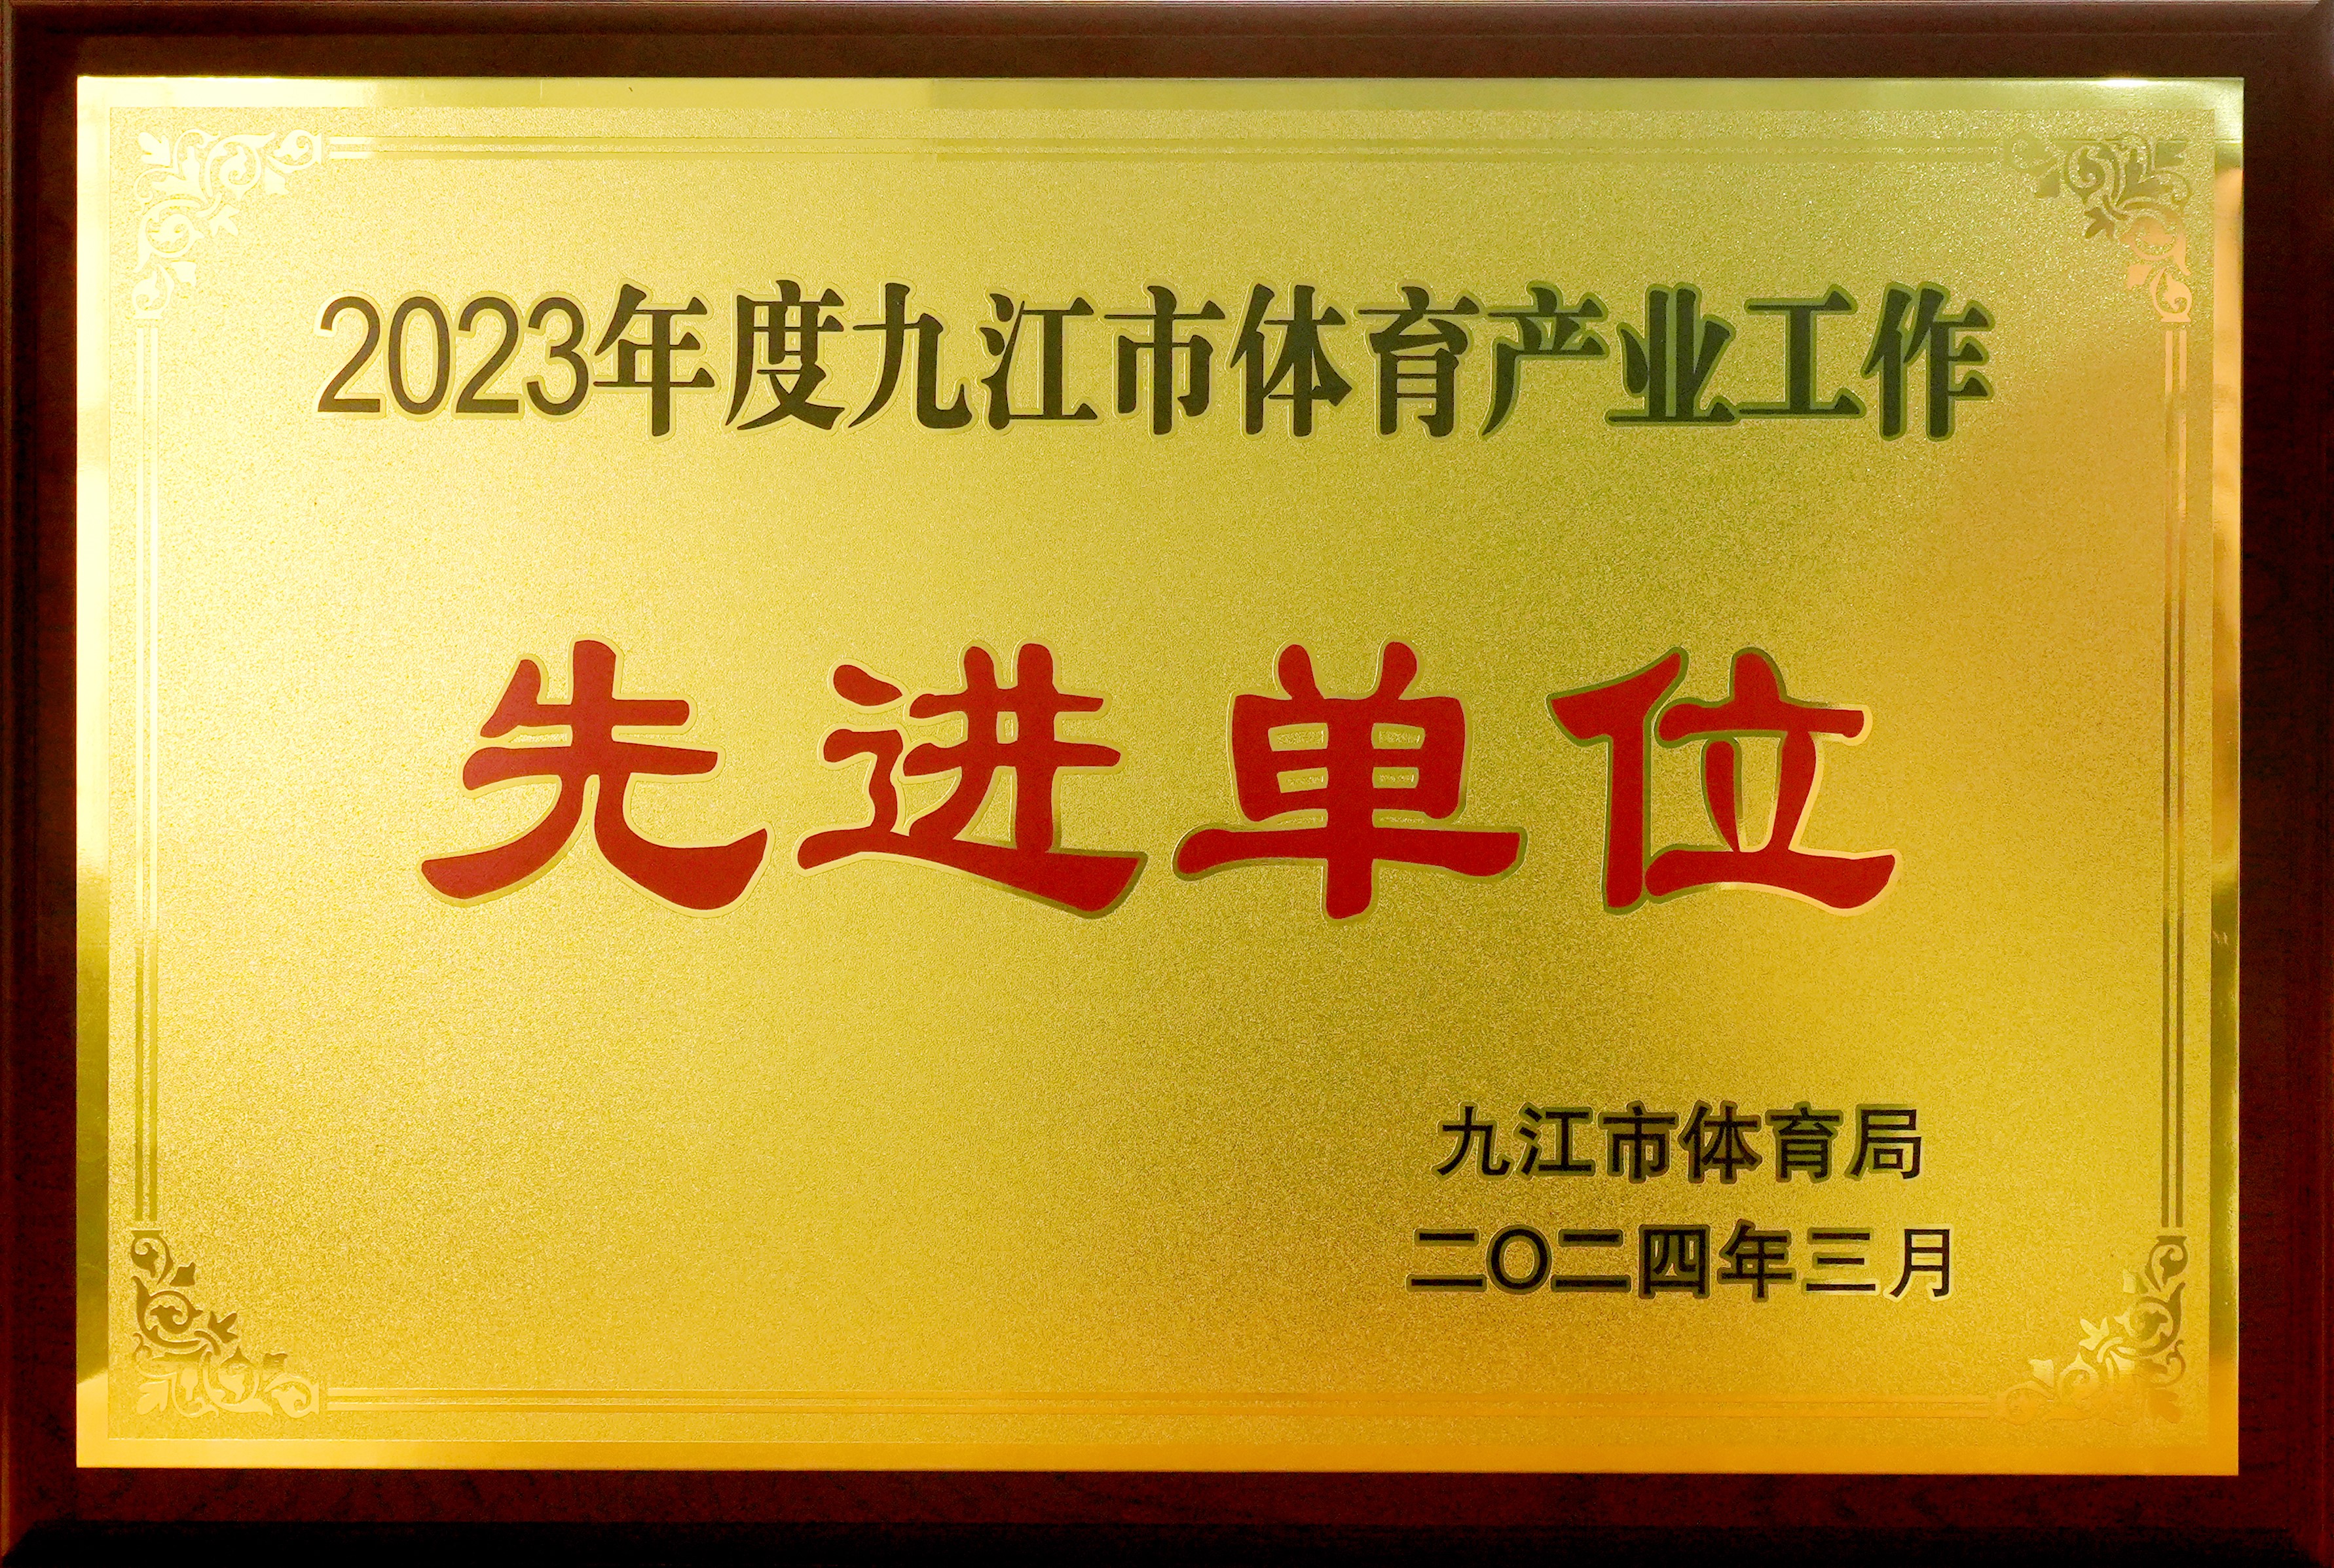 2023年度九江市体育产业工作
先进单位
九江市体育局
二〇二四年三月